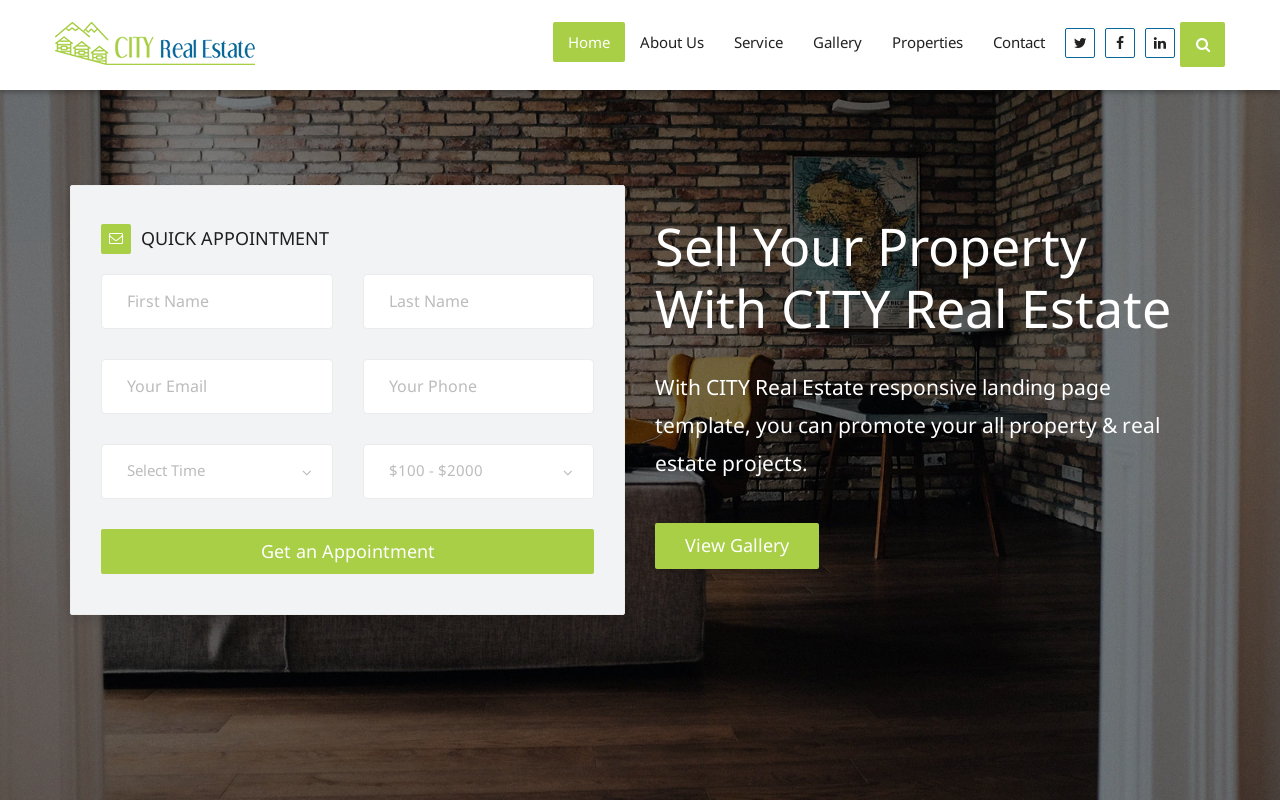 CITY Real Estate
Home About Us Service Gallery Properties Contact
QUICK APPOINTMENT
First Name Last Name
Your Email Your Phone
Select Time $100 - $2000
Get an Appointment
Sell Your Property
With CITY Real Estate
With CITY Real Estate responsive landing page
template, you can promote your all property & real
estate projects.
View Gallery